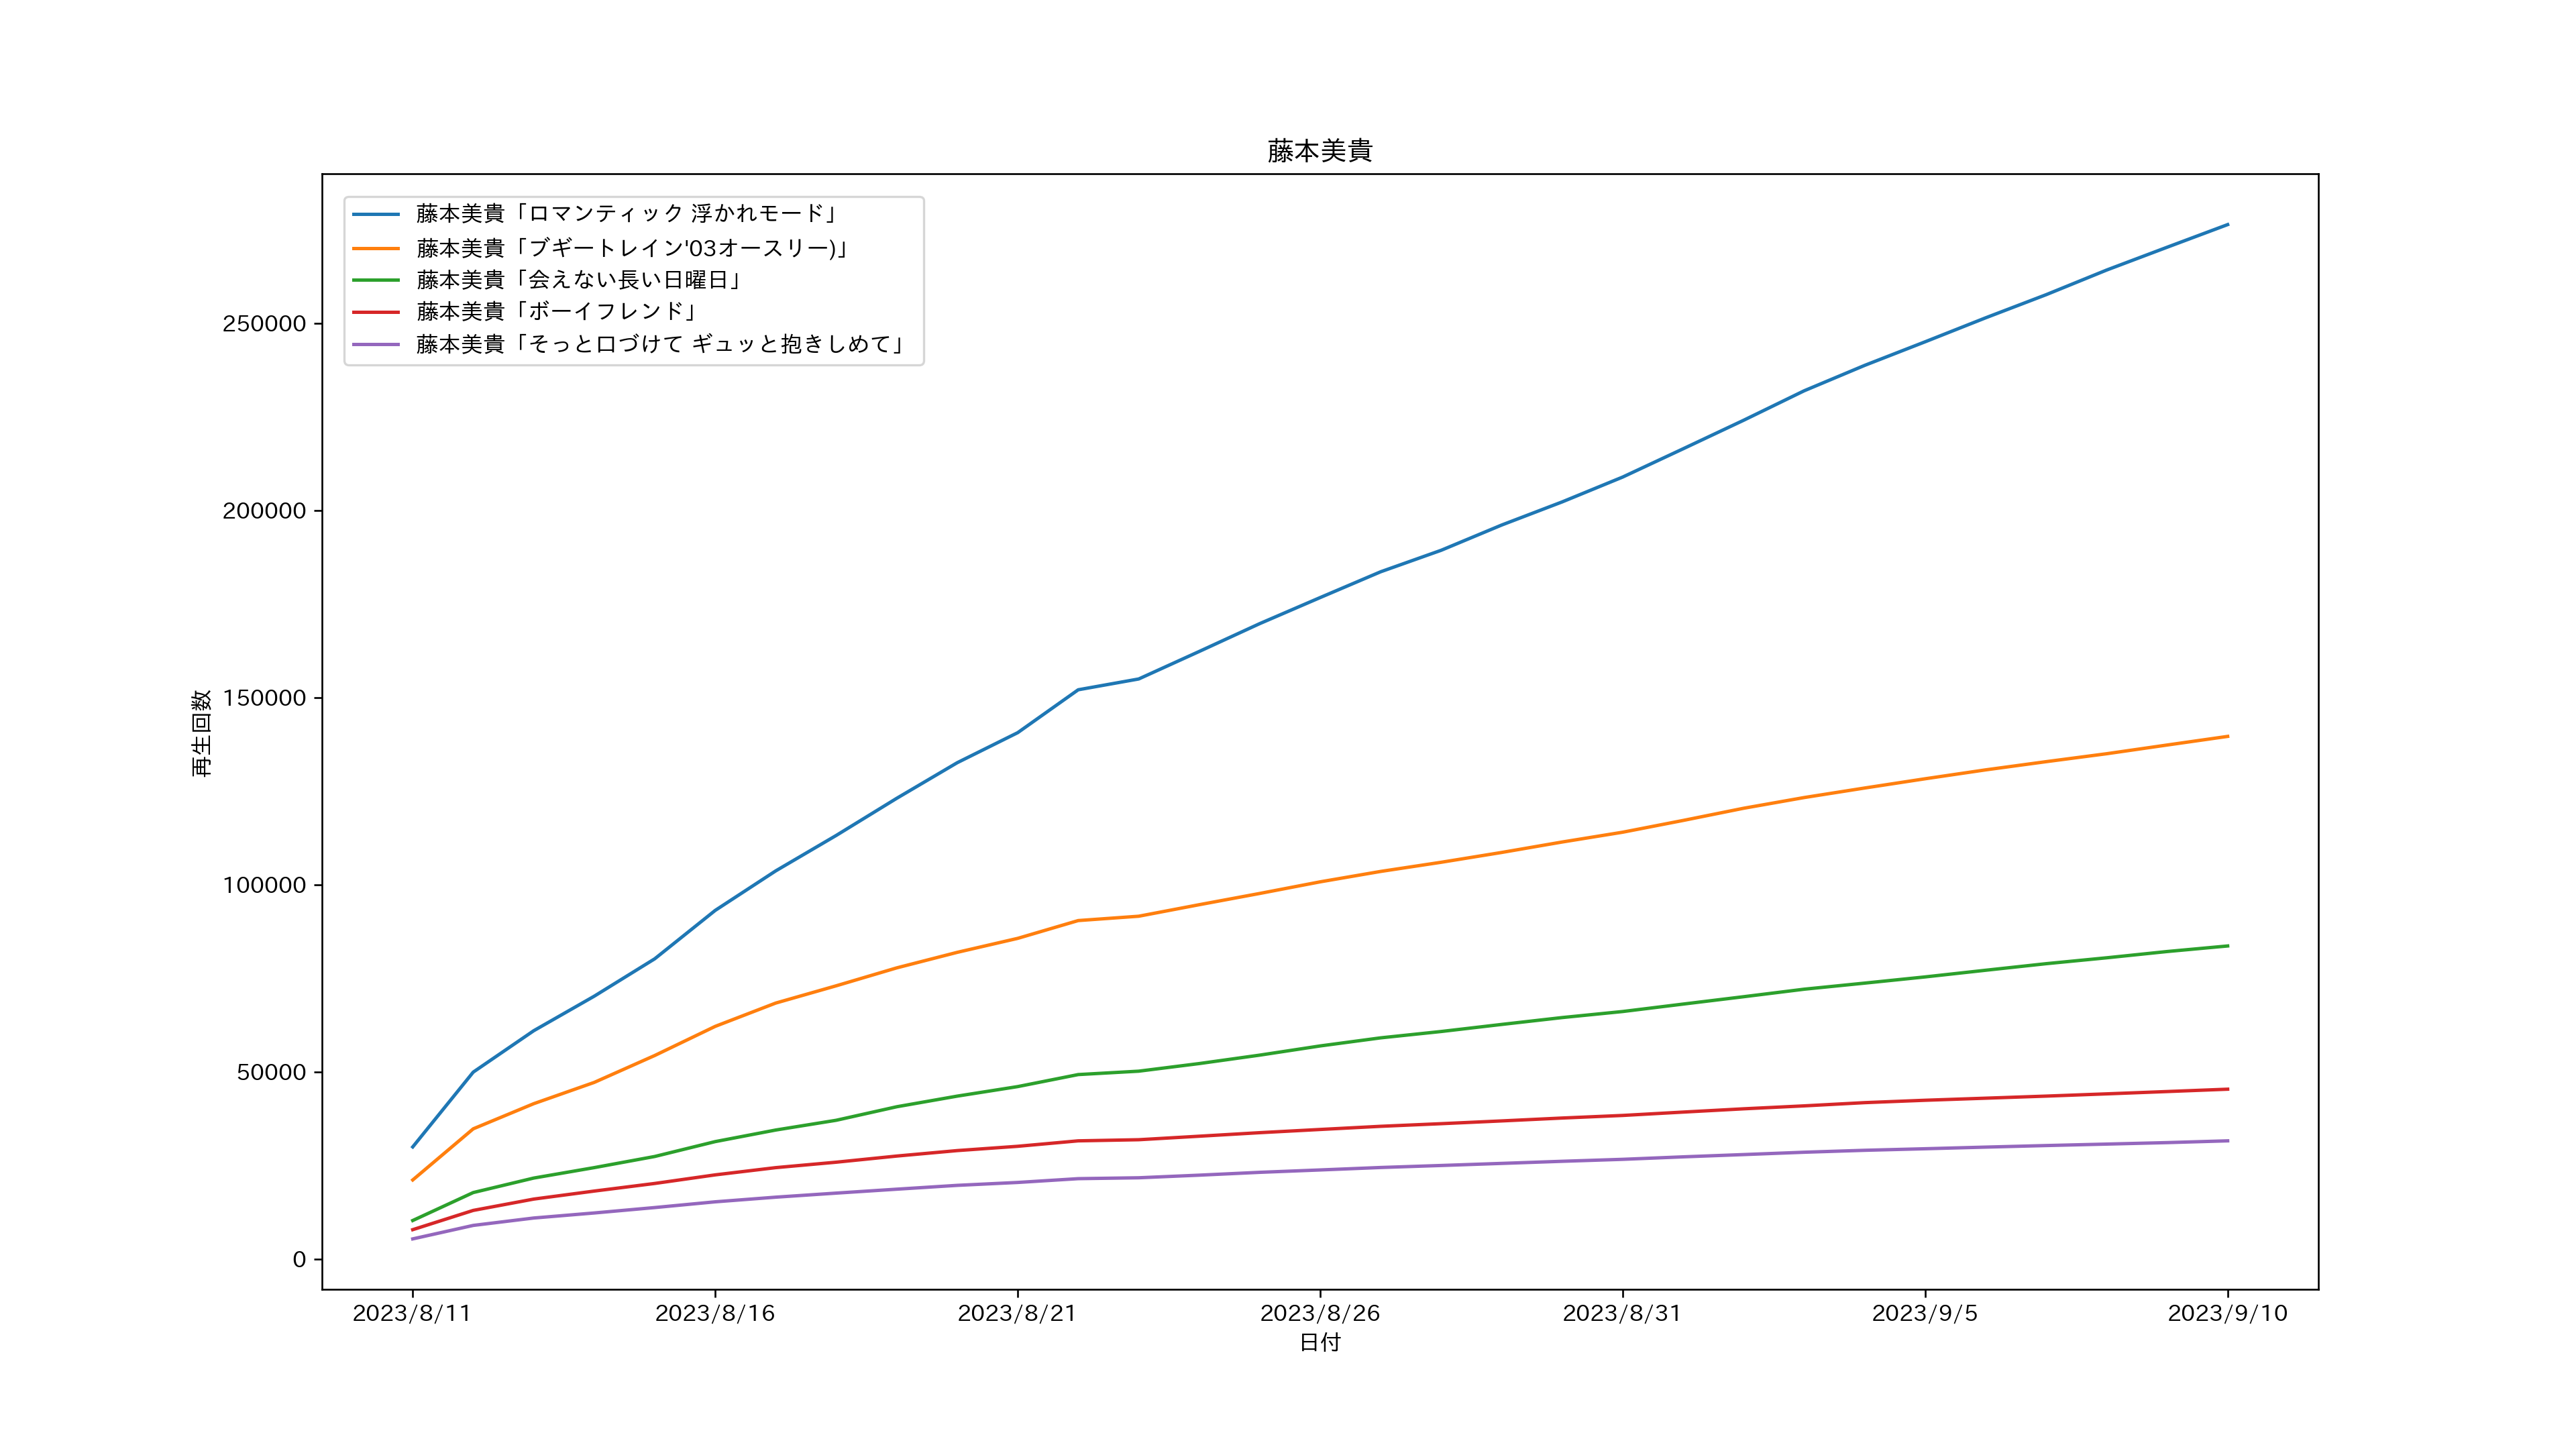 藤本美貴
藤本美貴「ロマンティック 浮かれモード」
藤本美貴「ブギートレイン'03オースリー)」
藤本美貴「会えない長い日曜日」
藤本美貴「ボーイフレンド」
藤本美貴「そっと口づけて ギュッと抱きしめて」
再生回数
250000
200000
150000
100000
50000
0
2023/8/11 2023/8/16 2023/8/21 2023/8/26 2023/8/31 2023/9/5 2023/9/10
日付